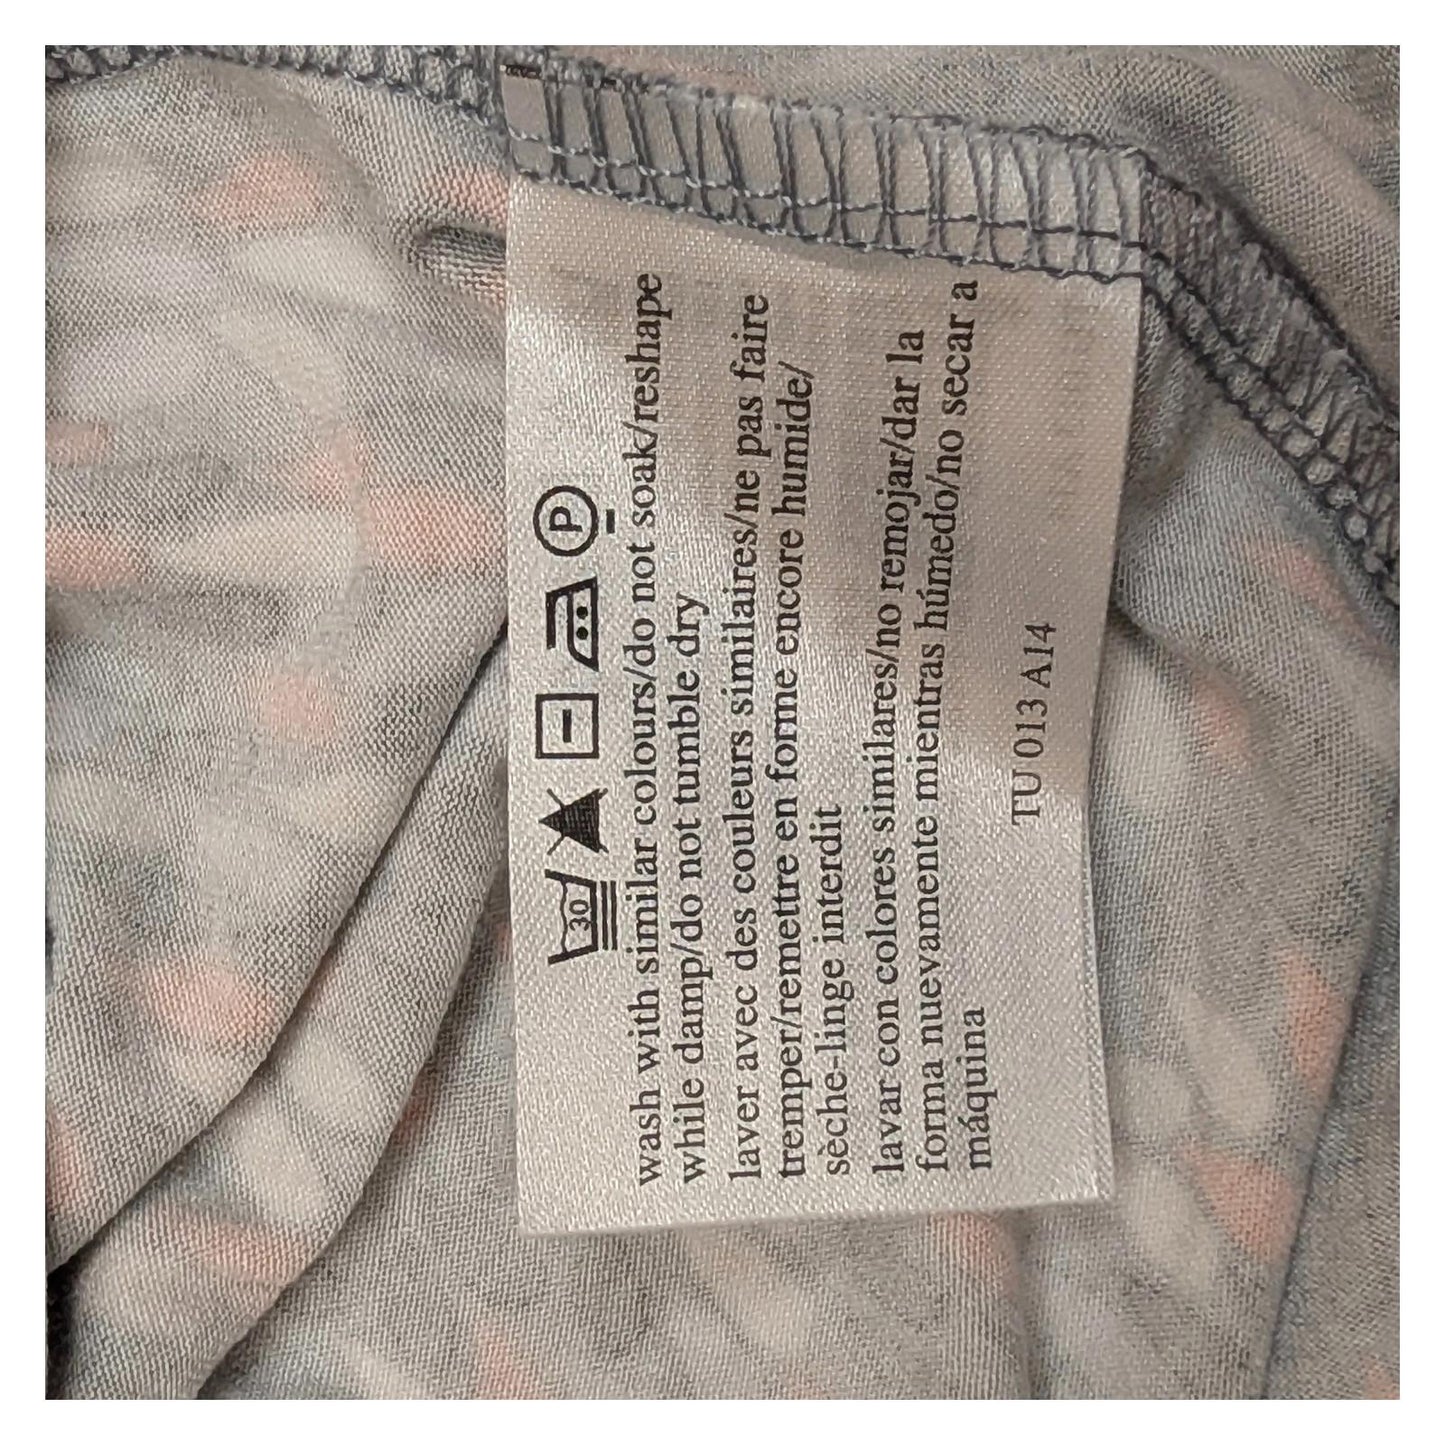 30 P
wash with similar colours/do not soak/reshape
while damp/do not tumble dry
laver avec des couleurs similaires/ne pas faire
tremper/remettre en forme encore humide/
sèche-linge interdit
lavar con colores similares/no remojar/dar la
forma nuevamente mientras húmedo/no secar a
máquina
TU 013 A14